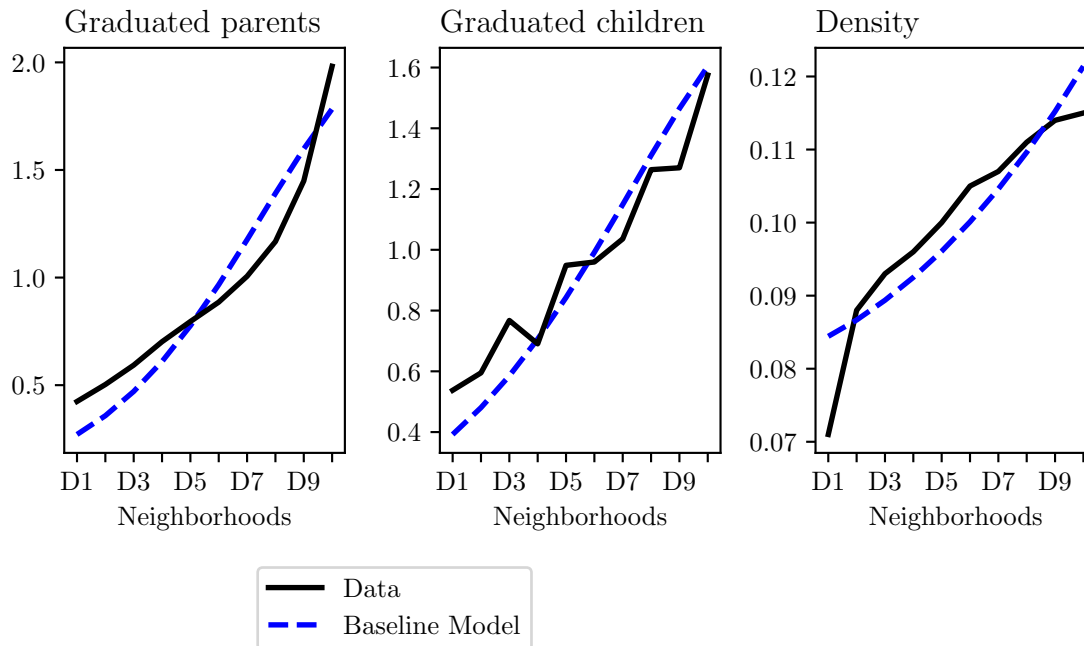 Graduated parents
Graduated children
Density
2.0
1.5
1.0
0.5
1.6
1.4
1.2
1.0
0.8
0.6
0.4
0.12
0.11
0.10
0.09
0.08
0.07
D1 D3 D5 D7 D9
D1 D3 D5 D7 D9
D1 D3 D5 D7 D9
Neighborhoods
Neighborhoods
Neighborhoods
Data
Baseline Model